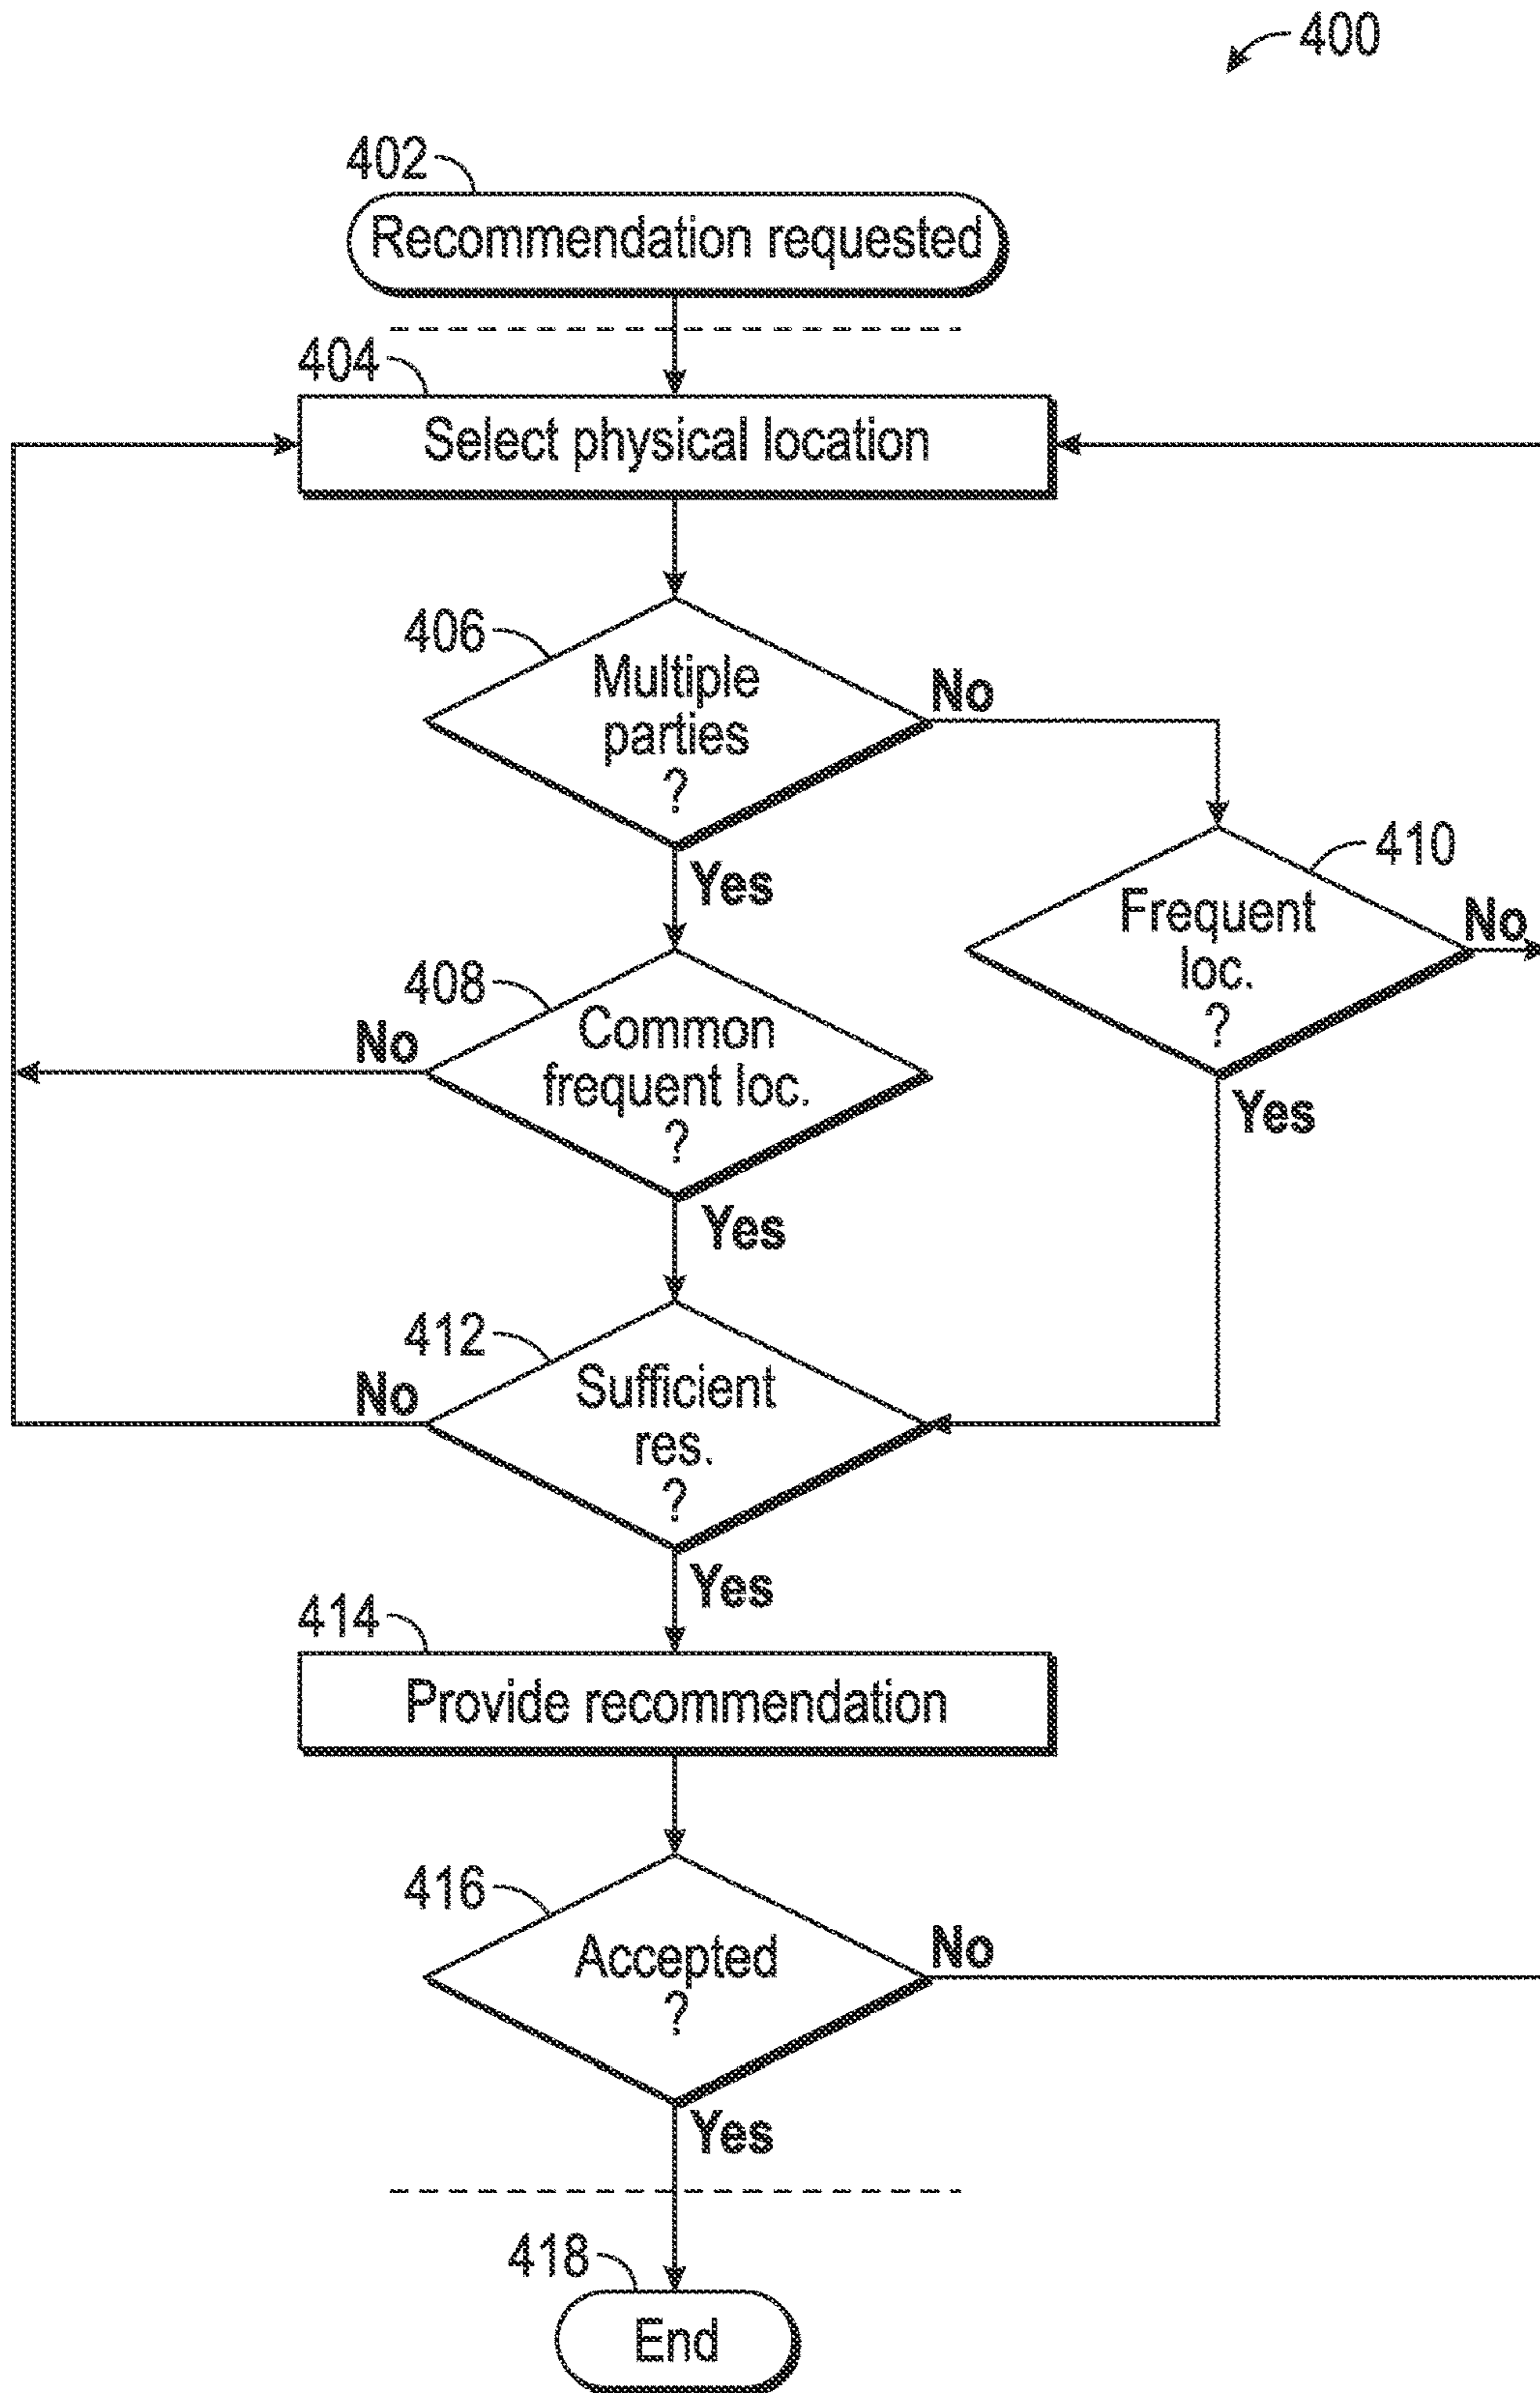 400
402
Recommendation requested
404
Select physical location
406
Multiple
parties
?
No
Yes
410
Frequent
loc.
?
No
Yes
408
Common
frequent loc.
?
No
Yes
412
Sufficient
res.
?
No
Yes
414
Provide recommendation
416
Accepted
?
No
Yes
418
End